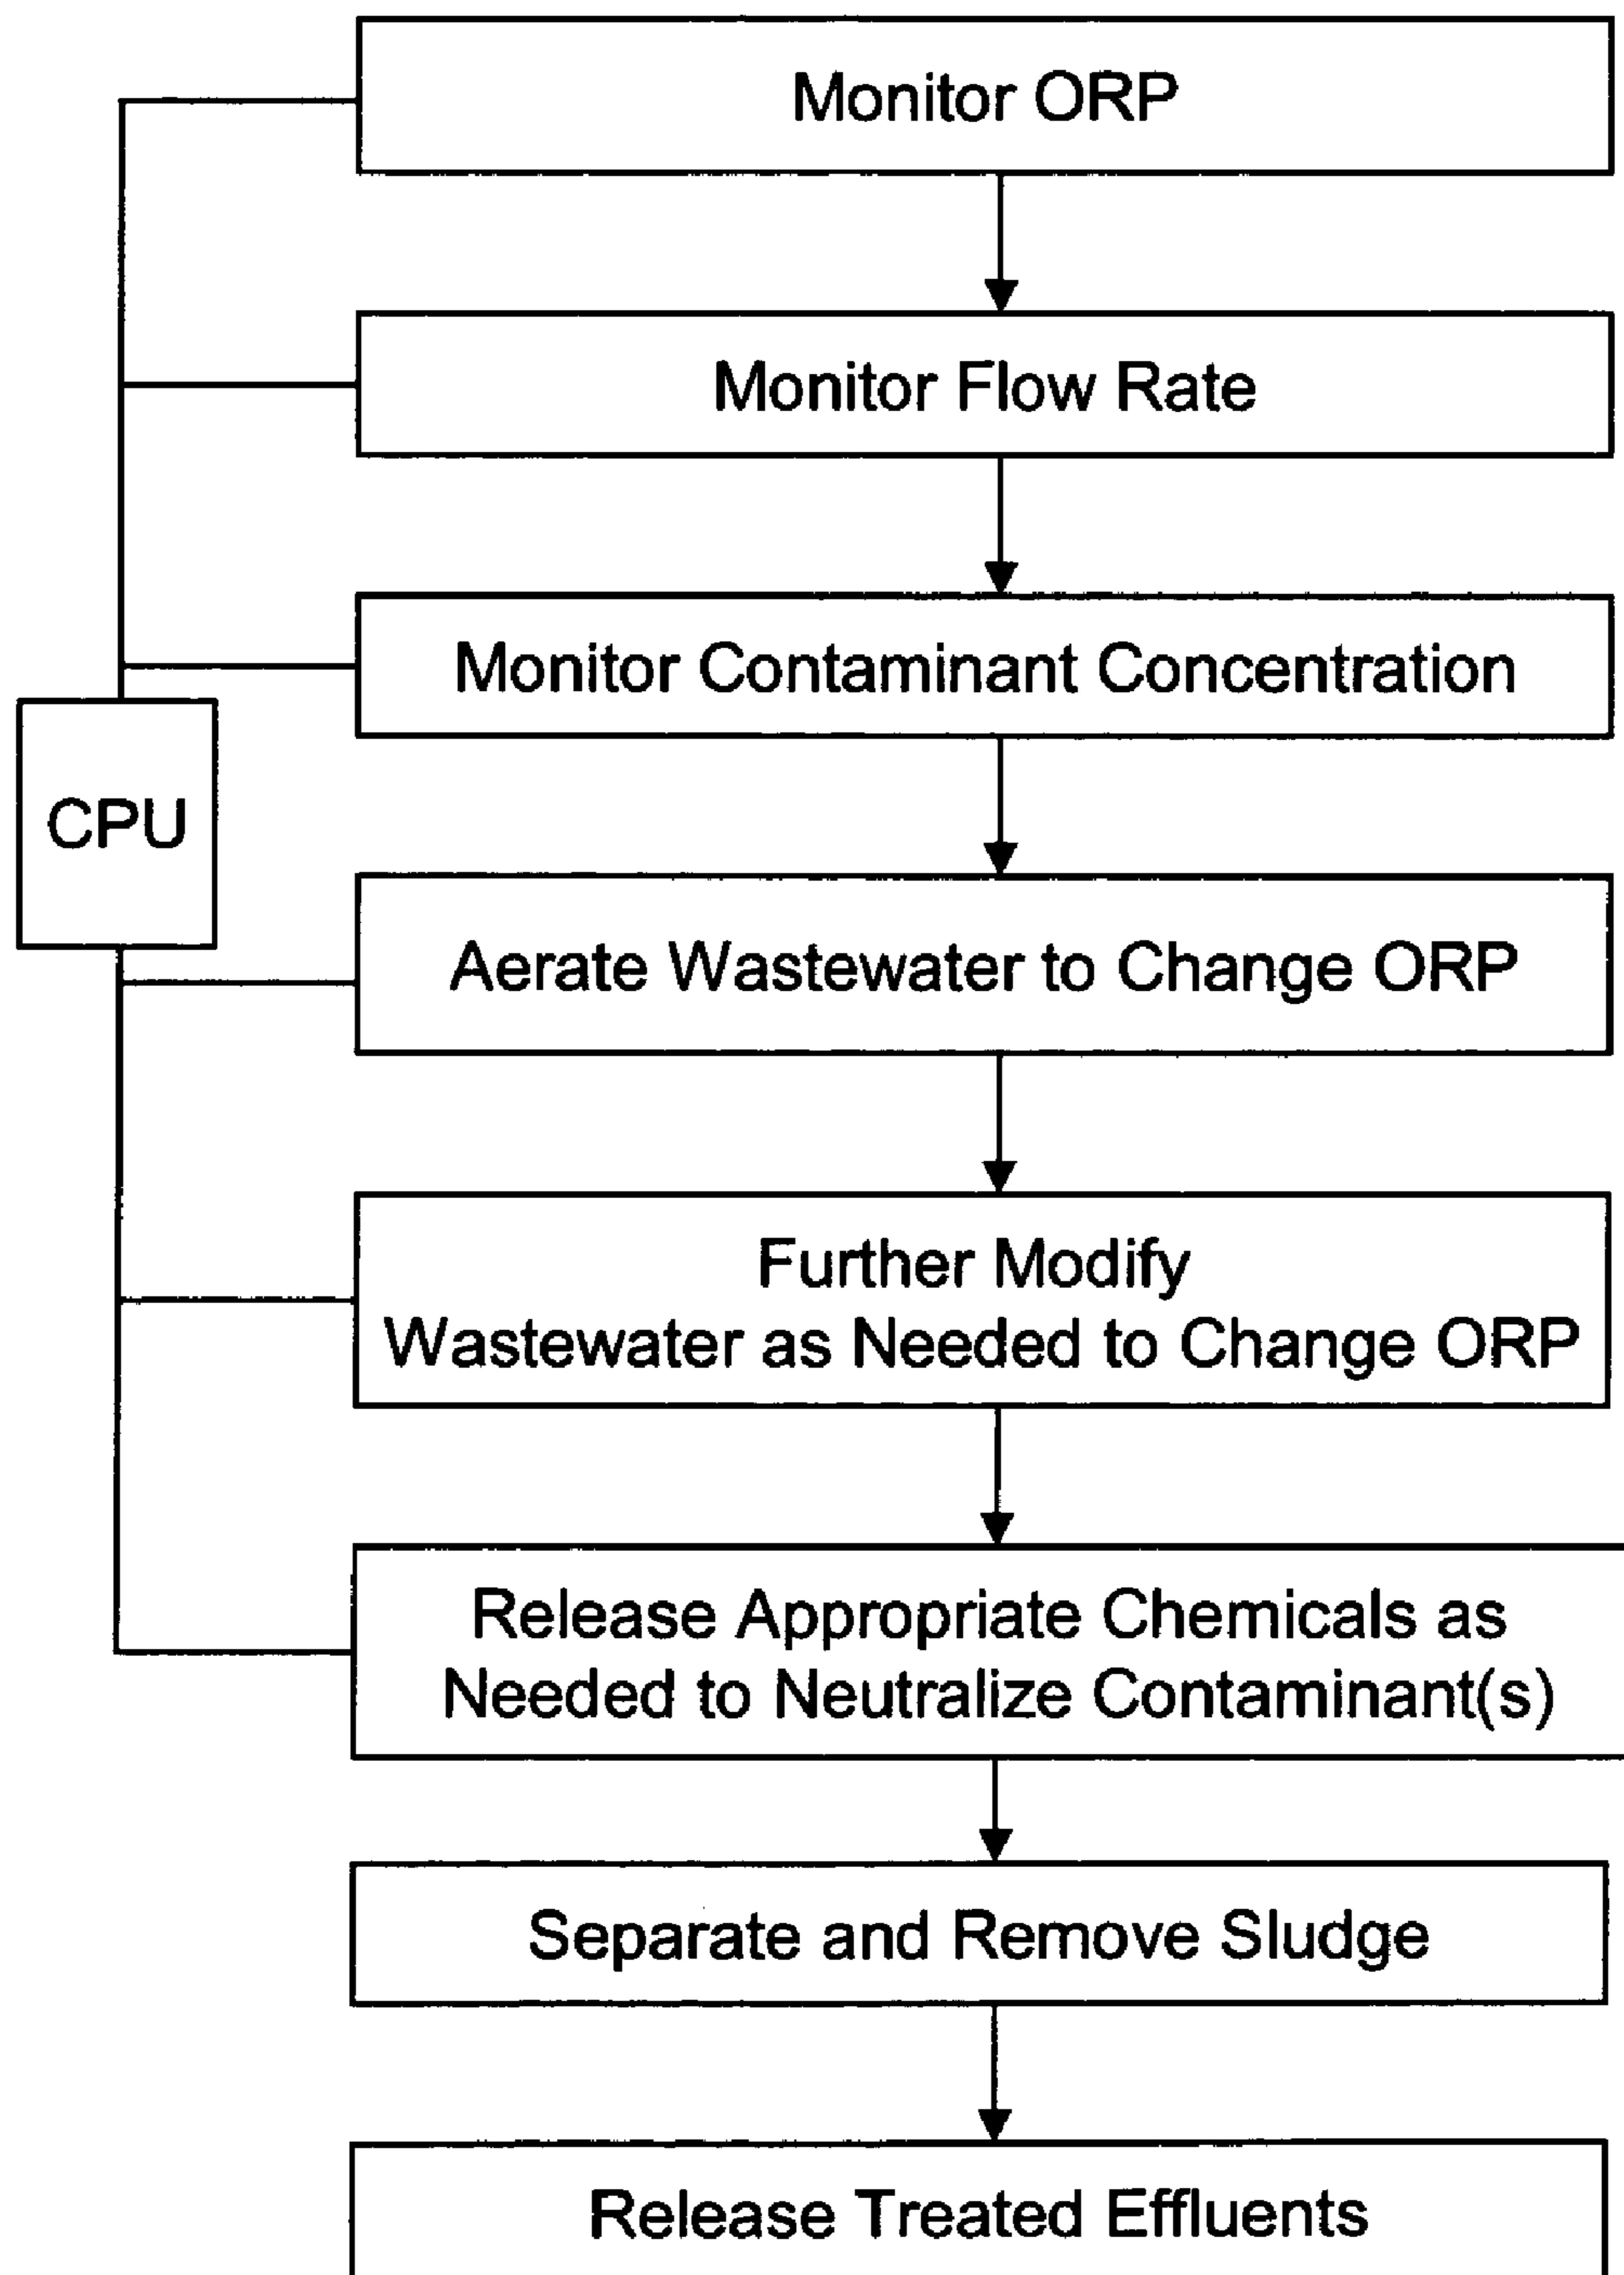 Monitor ORP
Monitor Flow Rate
Monitor Contaminant Concentration
CPU
Aerate Wastewater to Change ORP
Further Modify
Wastewater as Needed to Change ORP
Release Appropriate Chemicals as
Needed to Neutralize Contaminant(s)
Separate and Remove Sludge
Release Treated Effluents